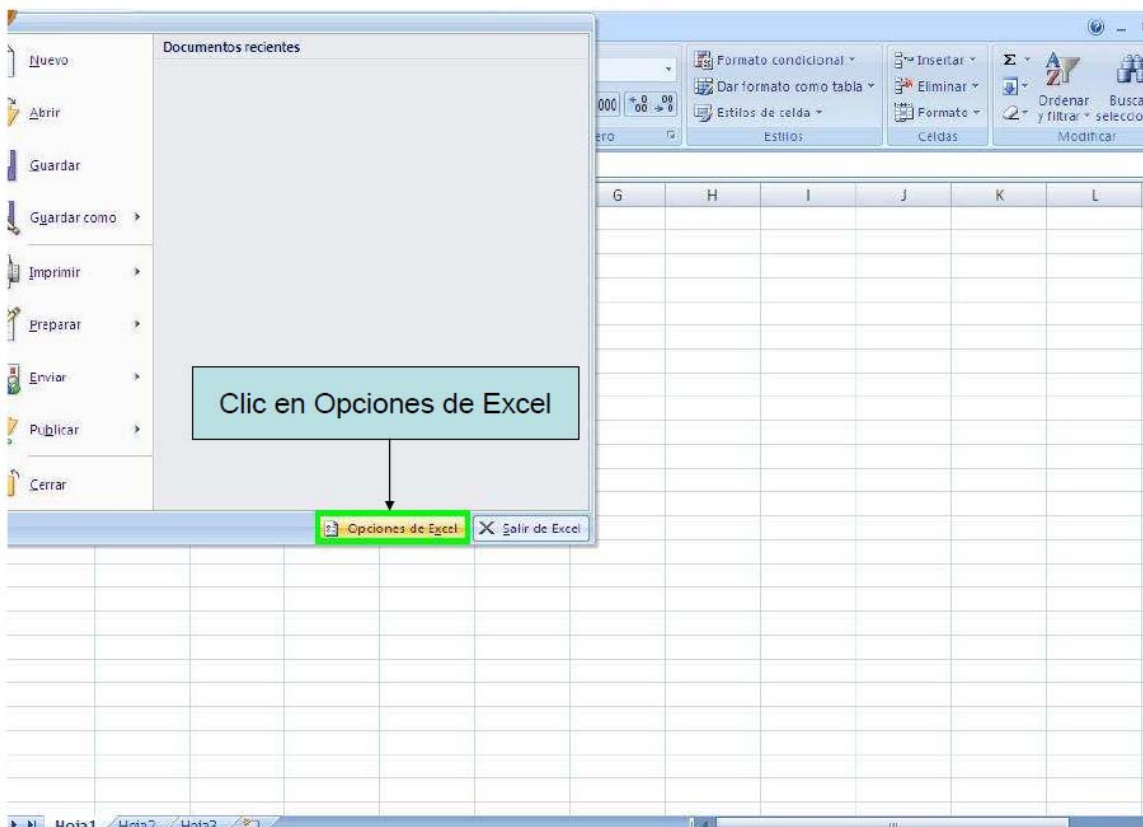 Documentos recientes
Nuevo
Abrir
Guardar
Guardar como
Imprimir
Preparar
Enviar
Publicar
Cerrar
Clic en Opciones de Excel
Opciones de Excel
Salir de Excel
000
Formato condicional
Dar formato como tabla
Estilos de celda
Estilos
Insertar
Eliminar
Formato
Celdas
Σ
Ordenar
y filtrar
Modificar
G H I J K L
Hoja1 Hoja2 Hoja3